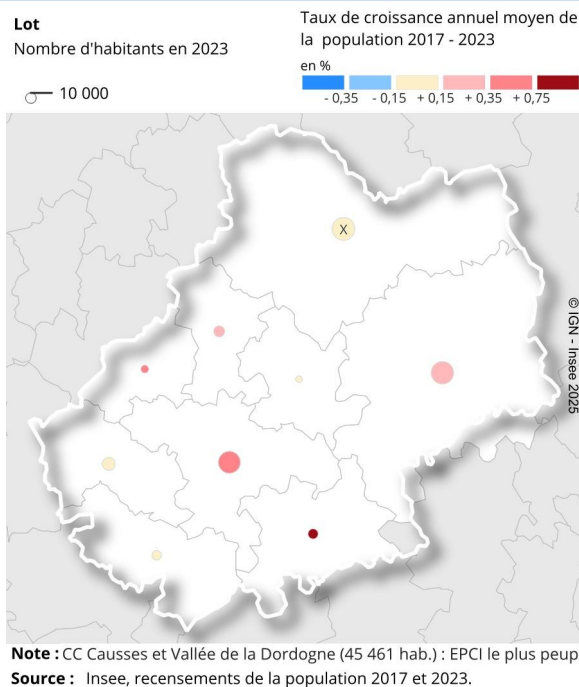 Lot
Nombre d'habitants en 2023
10 000
Taux de croissance annuel moyen de
la population 2017 - 2023
en %
- 0,35 - 0,15 + 0,15 + 0,35 + 0,75
X
© IGN - Insee 2025
Note : CC Causses et Vallée de la Dordogne (45 461 hab.) : EPCI le plus peup
Source : Insee, recensements de la population 2017 et 2023.